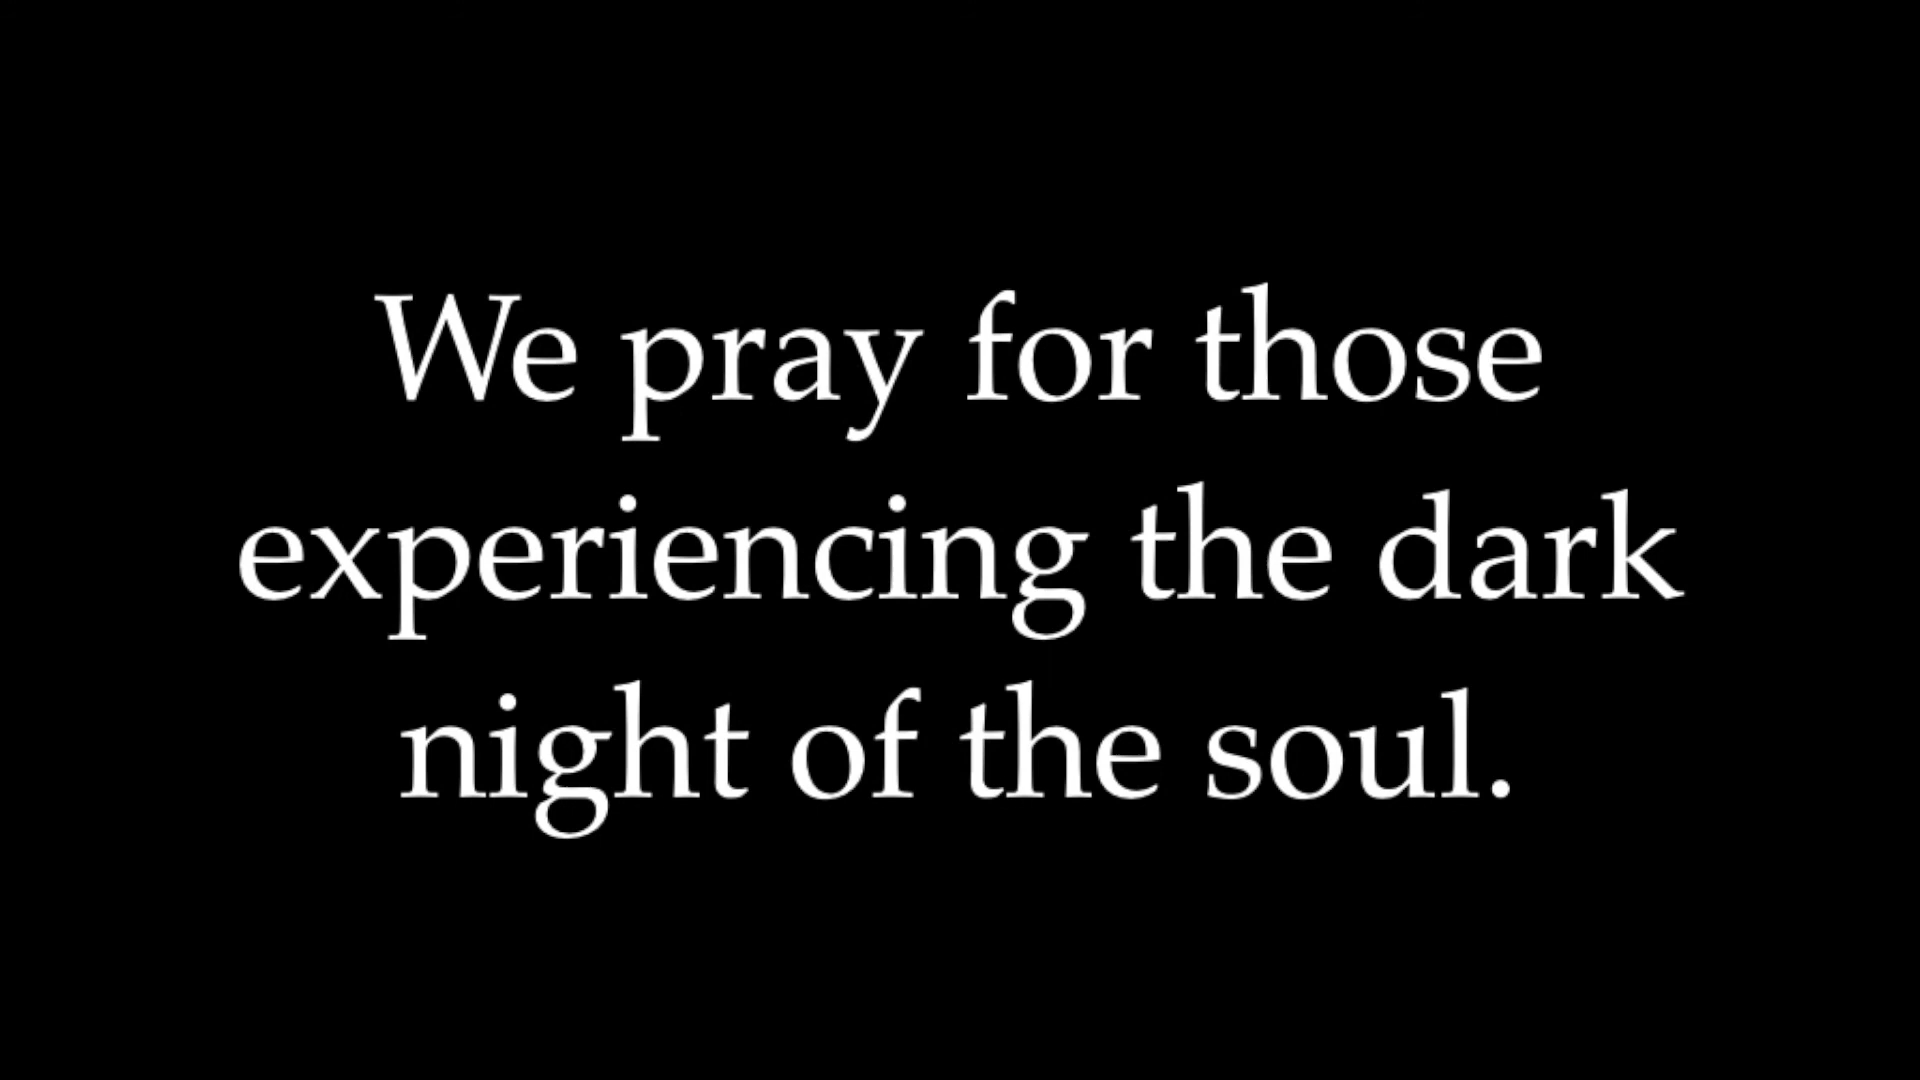 We pray for those
experiencing the dark
night of the soul.